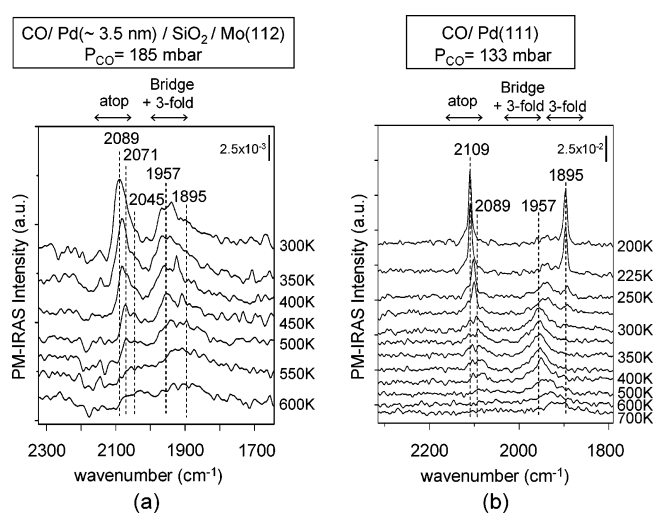 CO/ Pd(~ 3.5 nm) / SiO2 / Mo(112)
PCO= 185 mbar
atop
Bridge
+ 3-fold
2089
2071
2045
1957
1895
2.5x10-3
300K
350K
400K
450K
500K
550K
600K
PM-IRAS Intensity (a.u.)
2300
2100
1900
1700
wavenumber (cm-1)
(a)
CO/ Pd(111)
PCO= 133 mbar
atop
Bridge
+ 3-fold
3-fold
2109
2089
1957
1895
2.5x10-2
200K
225K
250K
300K
350K
400K
500K
600K
700K
PM-IRAS Intensity (a.u.)
2200
2000
1800
wavenumber (cm-1)
(b)